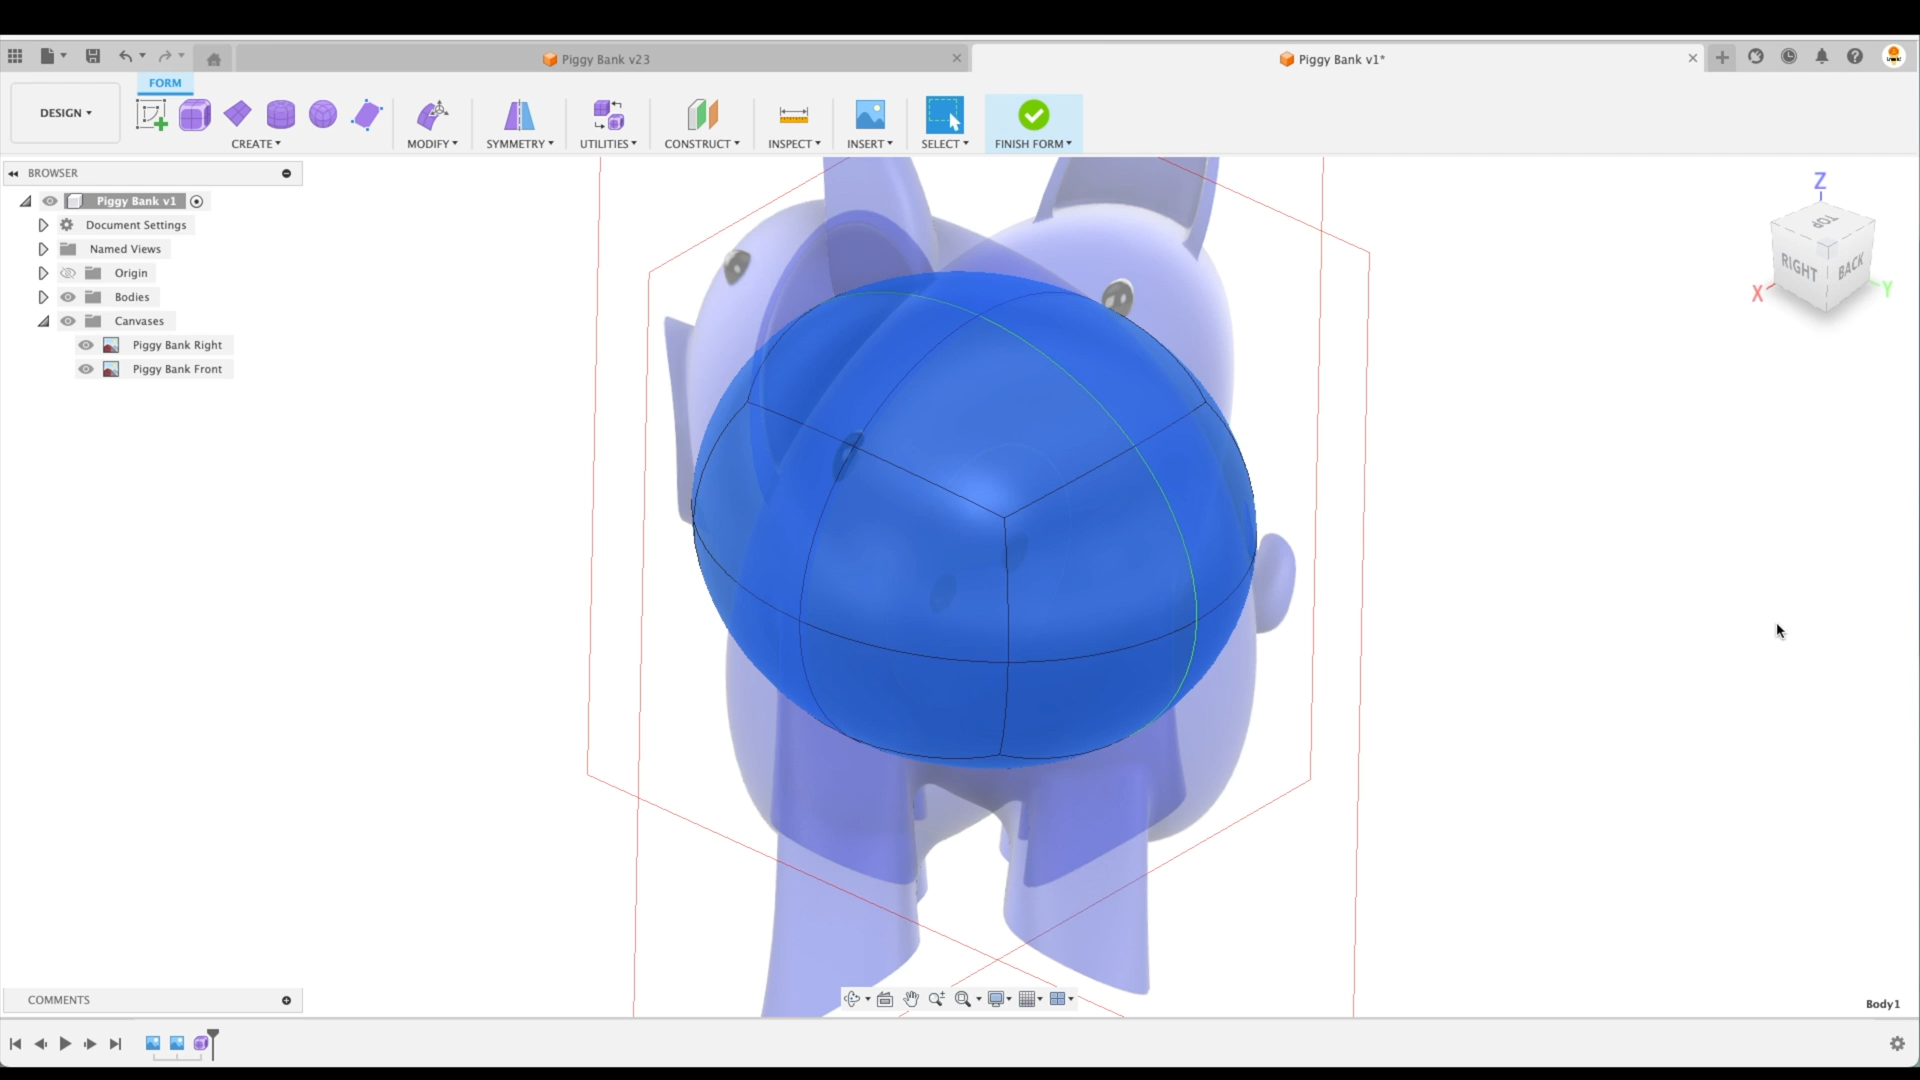 Piggy Bank v23
Piggy Bank v1*
FORM
DESIGN
CREATE
MODIFY
SYMMETRY
UTILITIES
CONSTRUCT
INSPECT
INSERT
SELECT
FINISH FORM
BROWSER
Piggy Bank v1
Document Settings
Named Views
Origin
Bodies
Canvases
Piggy Bank Right
Piggy Bank Front
Z
TOP
RIGHT
BACK
X
Y
COMMENTS
Body1